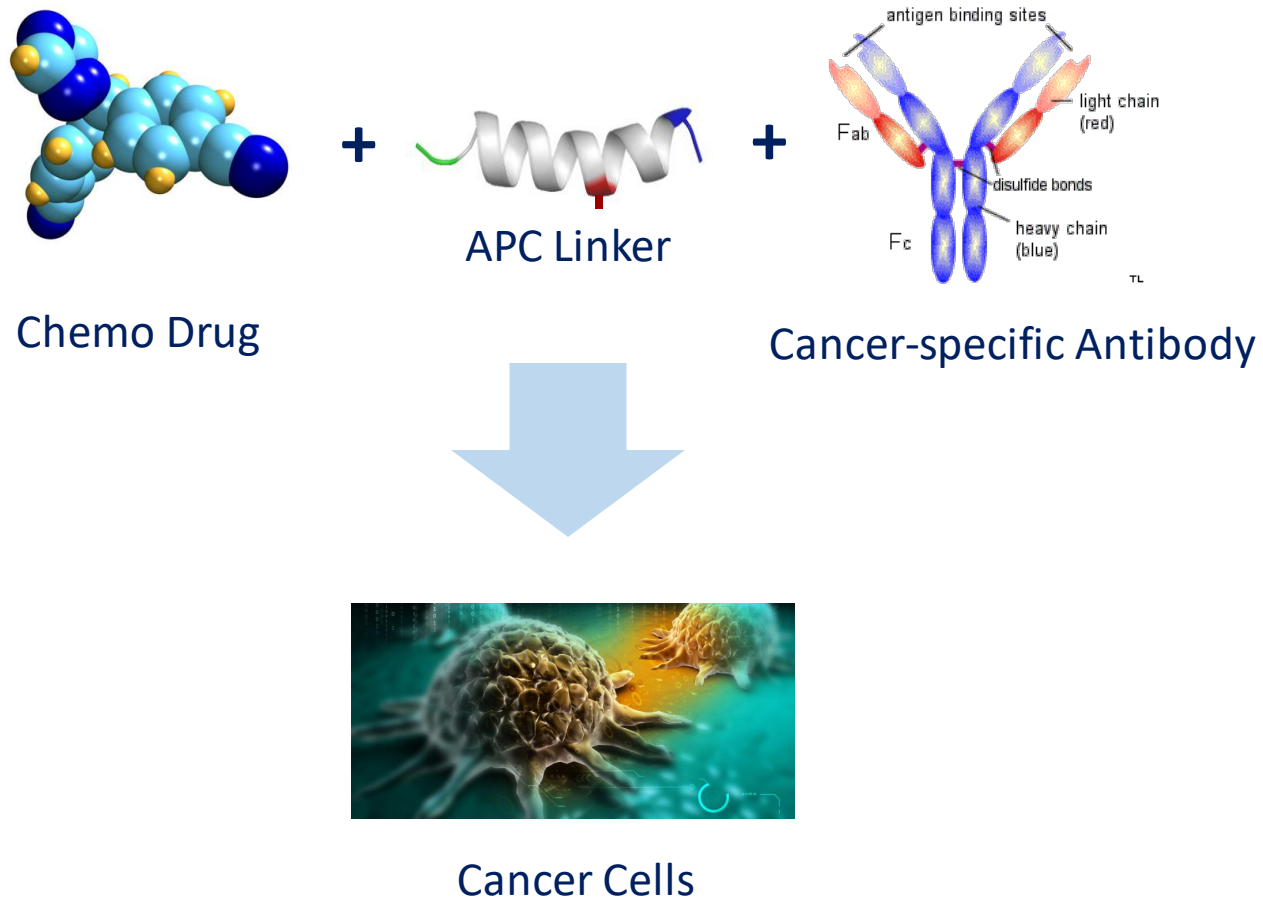 antigen binding sites
light chain
(red)
Fab
disulfide bonds
heavy chain
(blue)
Fc
TL
+
+
APC Linker
Chemo Drug
Cancer-specific Antibody
Cancer Cells